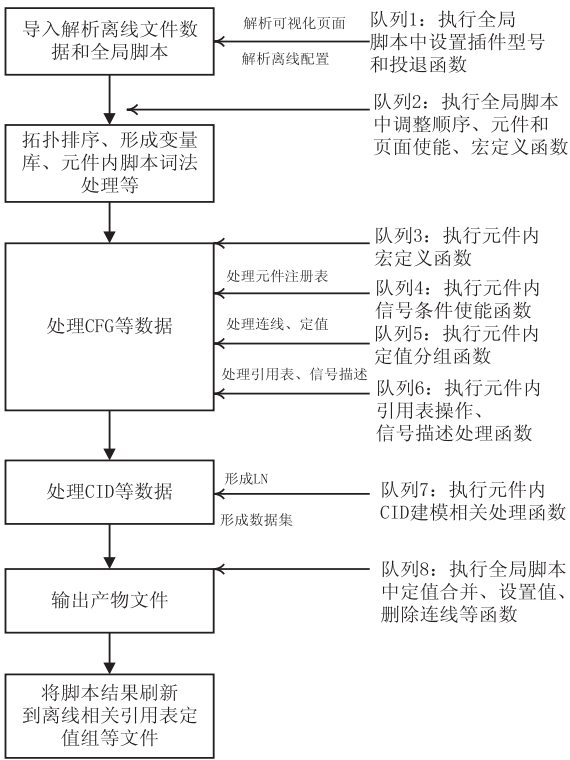 导入解析离线文件数
据和全局脚本
解析可视化页面
解析离线配置
队列1：执行全局
脚本中设置插件型号
和投退函数
队列2：执行全局脚本
中调整顺序、元件和
页面使能、宏定义函数
拓扑排序、形成变量
库、元件内脚本词法
处理等
队列3：执行元件内
宏定义函数
处理元件注册表
队列4：执行元件内
信号条件使能函数
处理CFG等数据
处理连线、定值
队列5：执行元件内
定值分组函数
处理引用表、信号描述
队列6：执行元件内
引用表操作、
信号描述处理函数
处理CID等数据
形成LN
形成数据集
队列7：执行元件内
CID建模相关处理函数
输出产物文件
队列8：执行全局脚本
中定值合并、设置值、
删除连线等函数
将脚本结果刷新
到离线相关引用表定
值组等文件